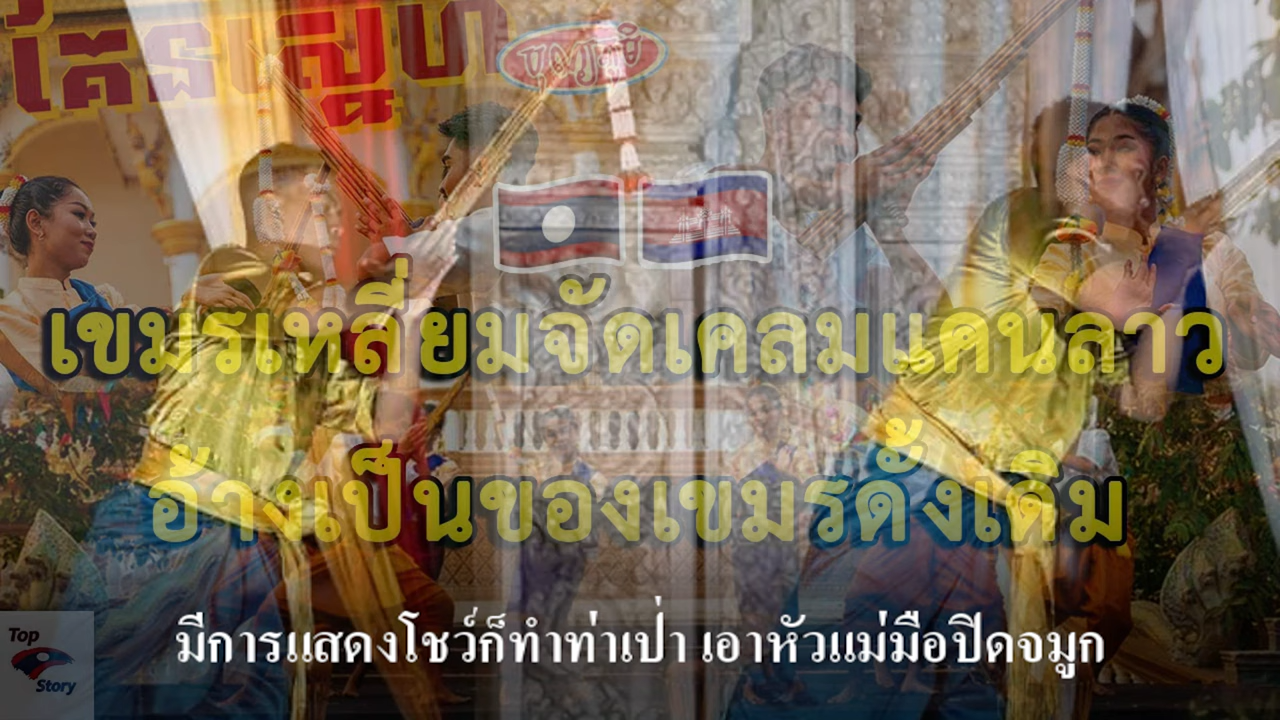 เขมรเหลี่ยมจัดเคลมแคนลาว
อ้างเป็นของเขมรดั้งเดิม
มีการแสดงโชว์ก็ทำท่าเป่า เอาหัวแม่มือปิดจมูก
Top
Story